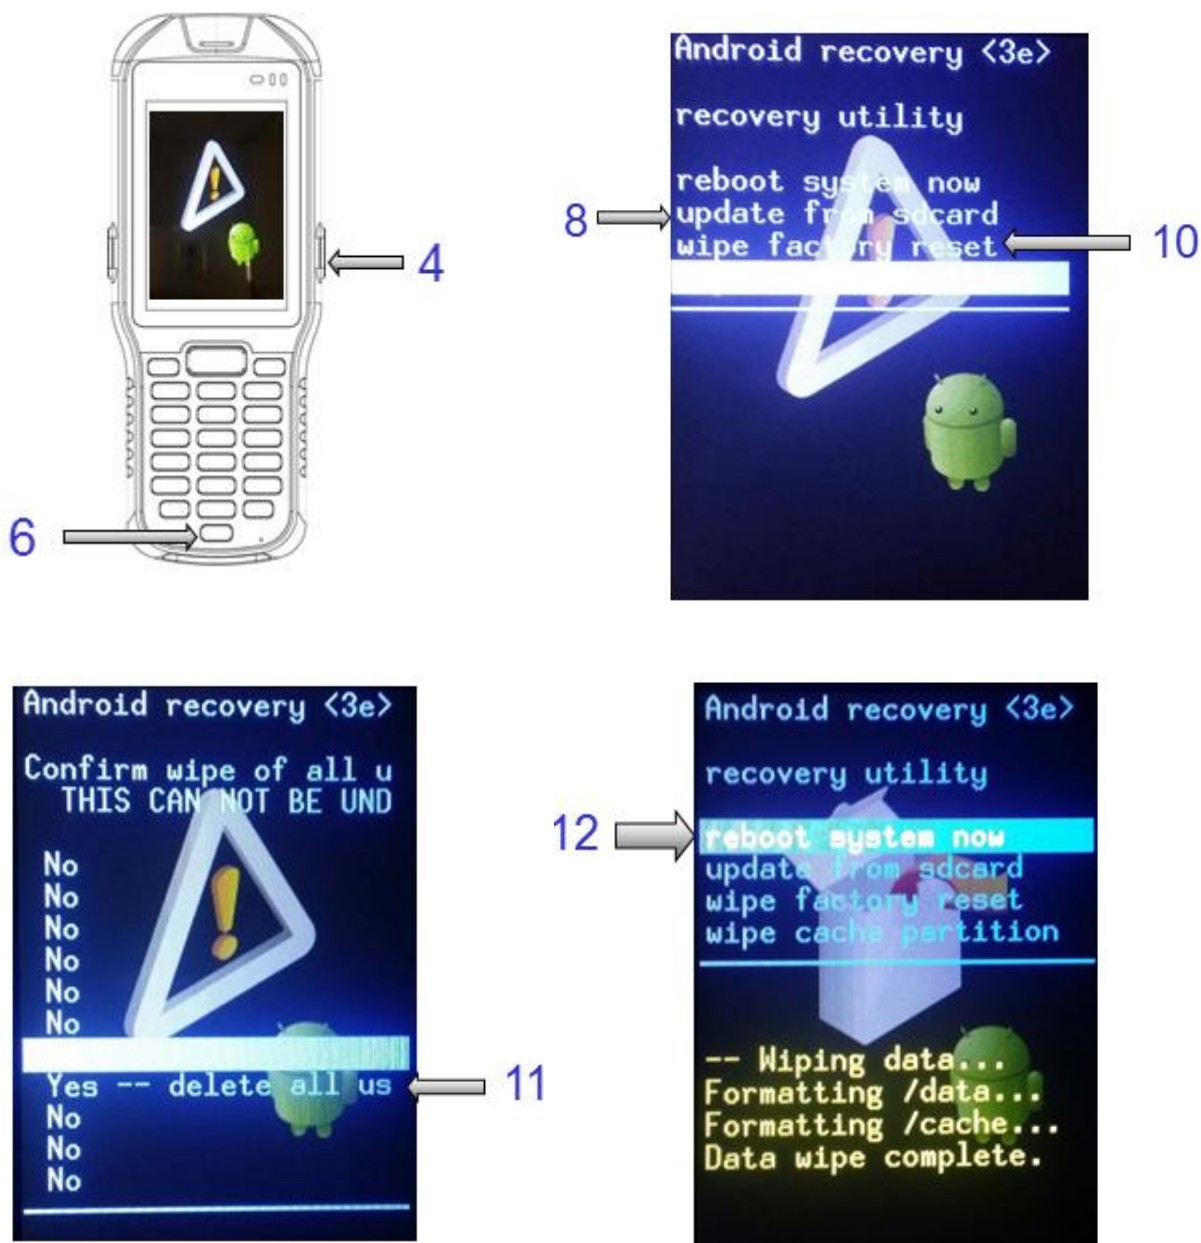 4
6
Android recovery <3e>
recovery utility
reboot system now
8
update from sdcard
wipe factory reset
10
Android recovery <3e>
Confirm wipe of all u
THIS CAN NOT BE UND
No
No
No
No
No
No
Yes -- delete all us
11
No
No
No
Android recovery <3e>
recovery utility
12
reboot system now
update from sdcard
wipe factory reset
wipe cache partition
-- Wiping data...
Formatting /data...
Formatting /cache...
Data wipe complete.